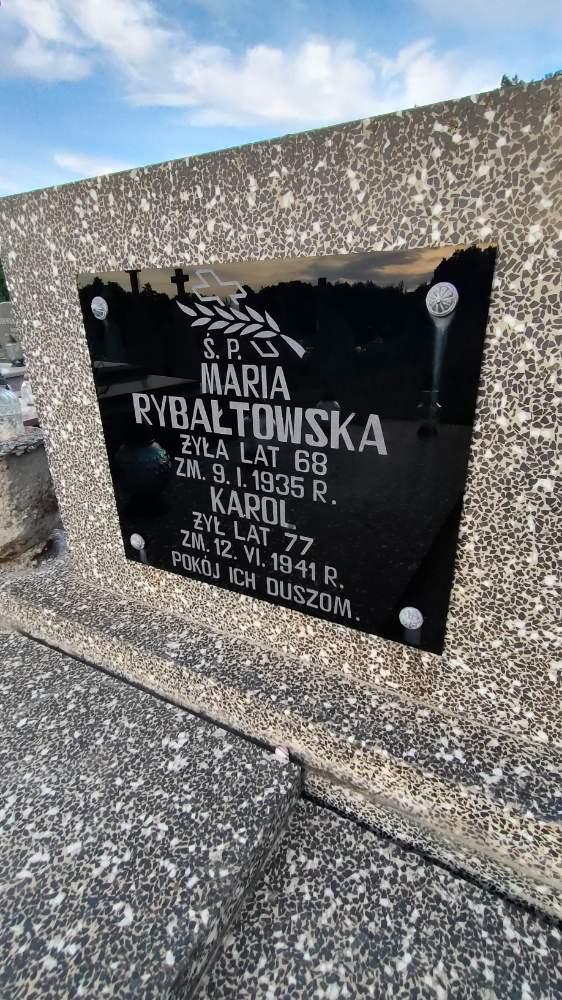 Ś. P.
MARIA
RYBAŁTOWSKA
ŻYŁA LAT 68
ZM. 9. I. 1935 R.
KAROL
ŻYŁ LAT 77
ZM. 12. VI. 1941 R.
POKÓJ ICH DUSZOM.